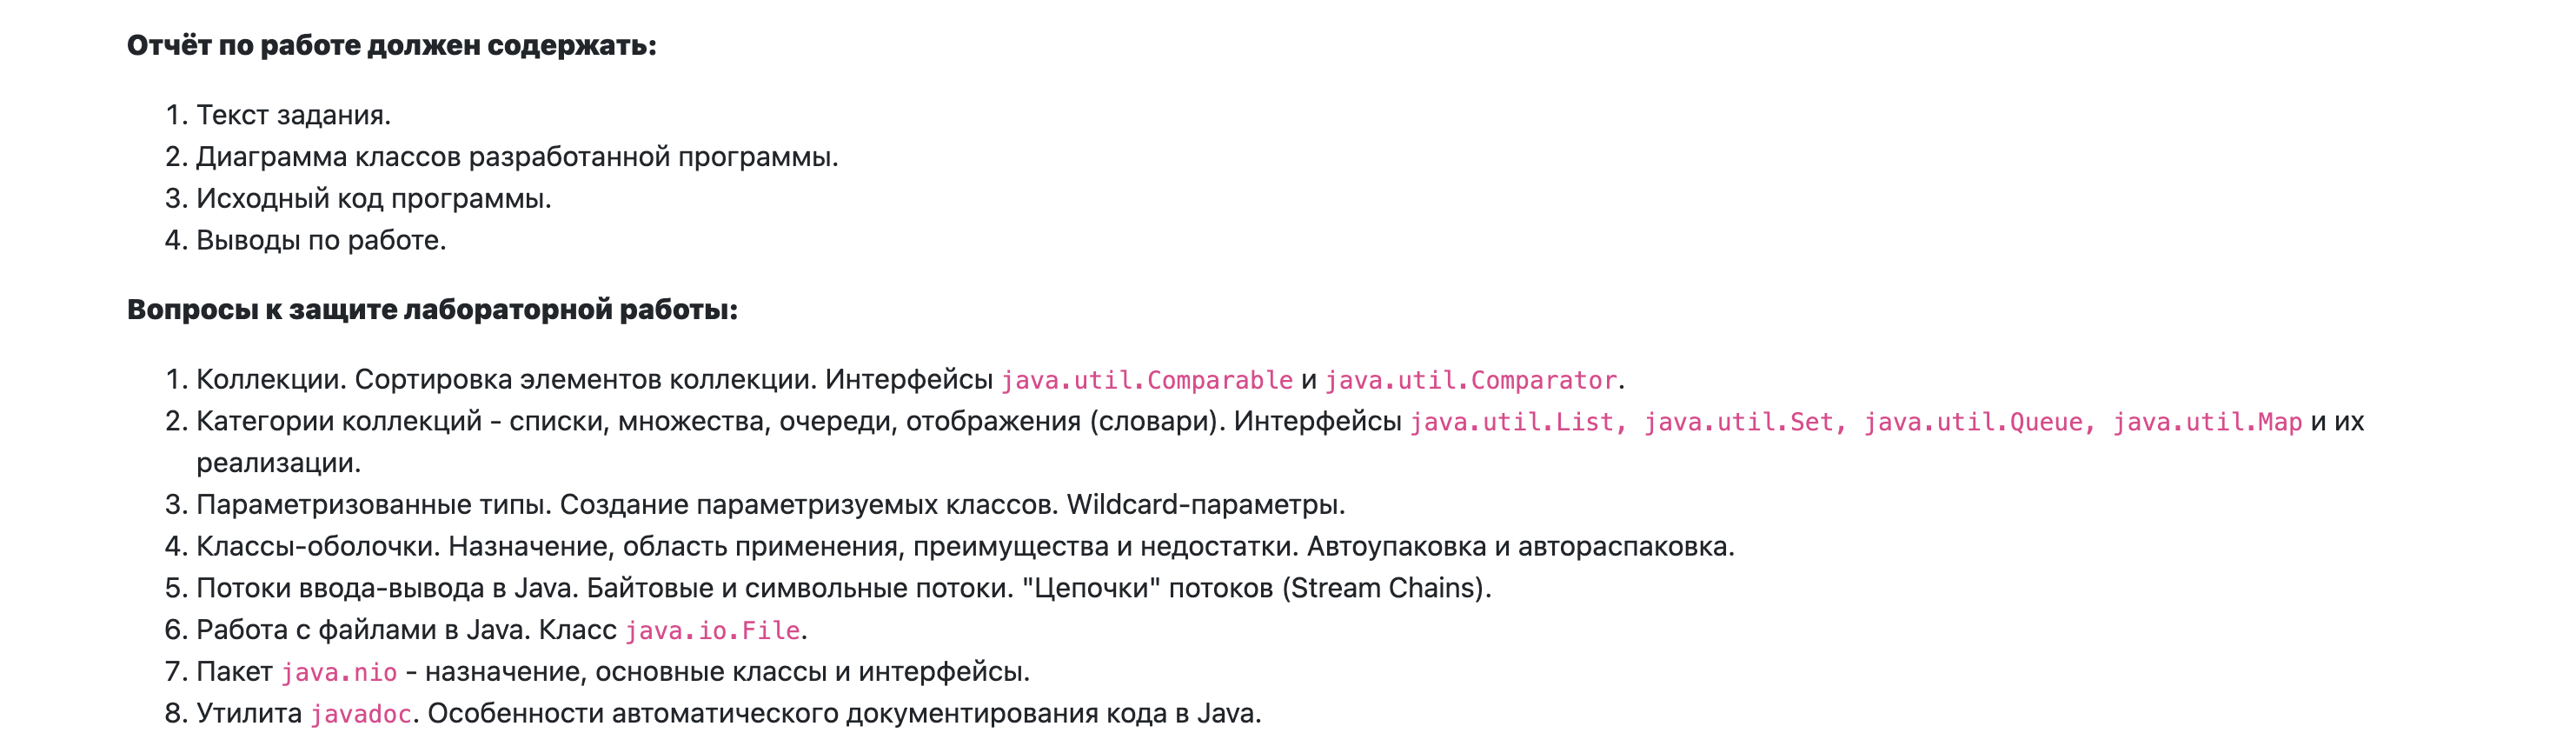 Отчёт по работе должен содержать:
1. Текст задания.
2. Диаграмма классов разработанной программы.
3. Исходный код программы.
4. Выводы по работе.
Вопросы к защите лабораторной работы:
1. Коллекции. Сортировка элементов коллекции. Интерфейсы java.util.Comparable и java.util.Comparator.
2. Категории коллекций - списки, множества, очереди, отображения (словари). Интерфейсы java.util.List, java.util.Set, java.util.Queue, java.util.Map и их
реализации.
3. Параметризованные типы. Создание параметризуемых классов. Wildcard-параметры.
4. Классы-оболочки. Назначение, область применения, преимущества и недостатки. Автоупаковка и автораспаковка.
5. Потоки ввода-вывода в Java. Байтовые и символьные потоки. "Цепочки" потоков (Stream Chains).
6. Работа с файлами в Java. Класс java.io.File.
7. Пакет java.nio - назначение, основные классы и интерфейсы.
8. Утилита javadoc. Особенности автоматического документирования кода в Java.